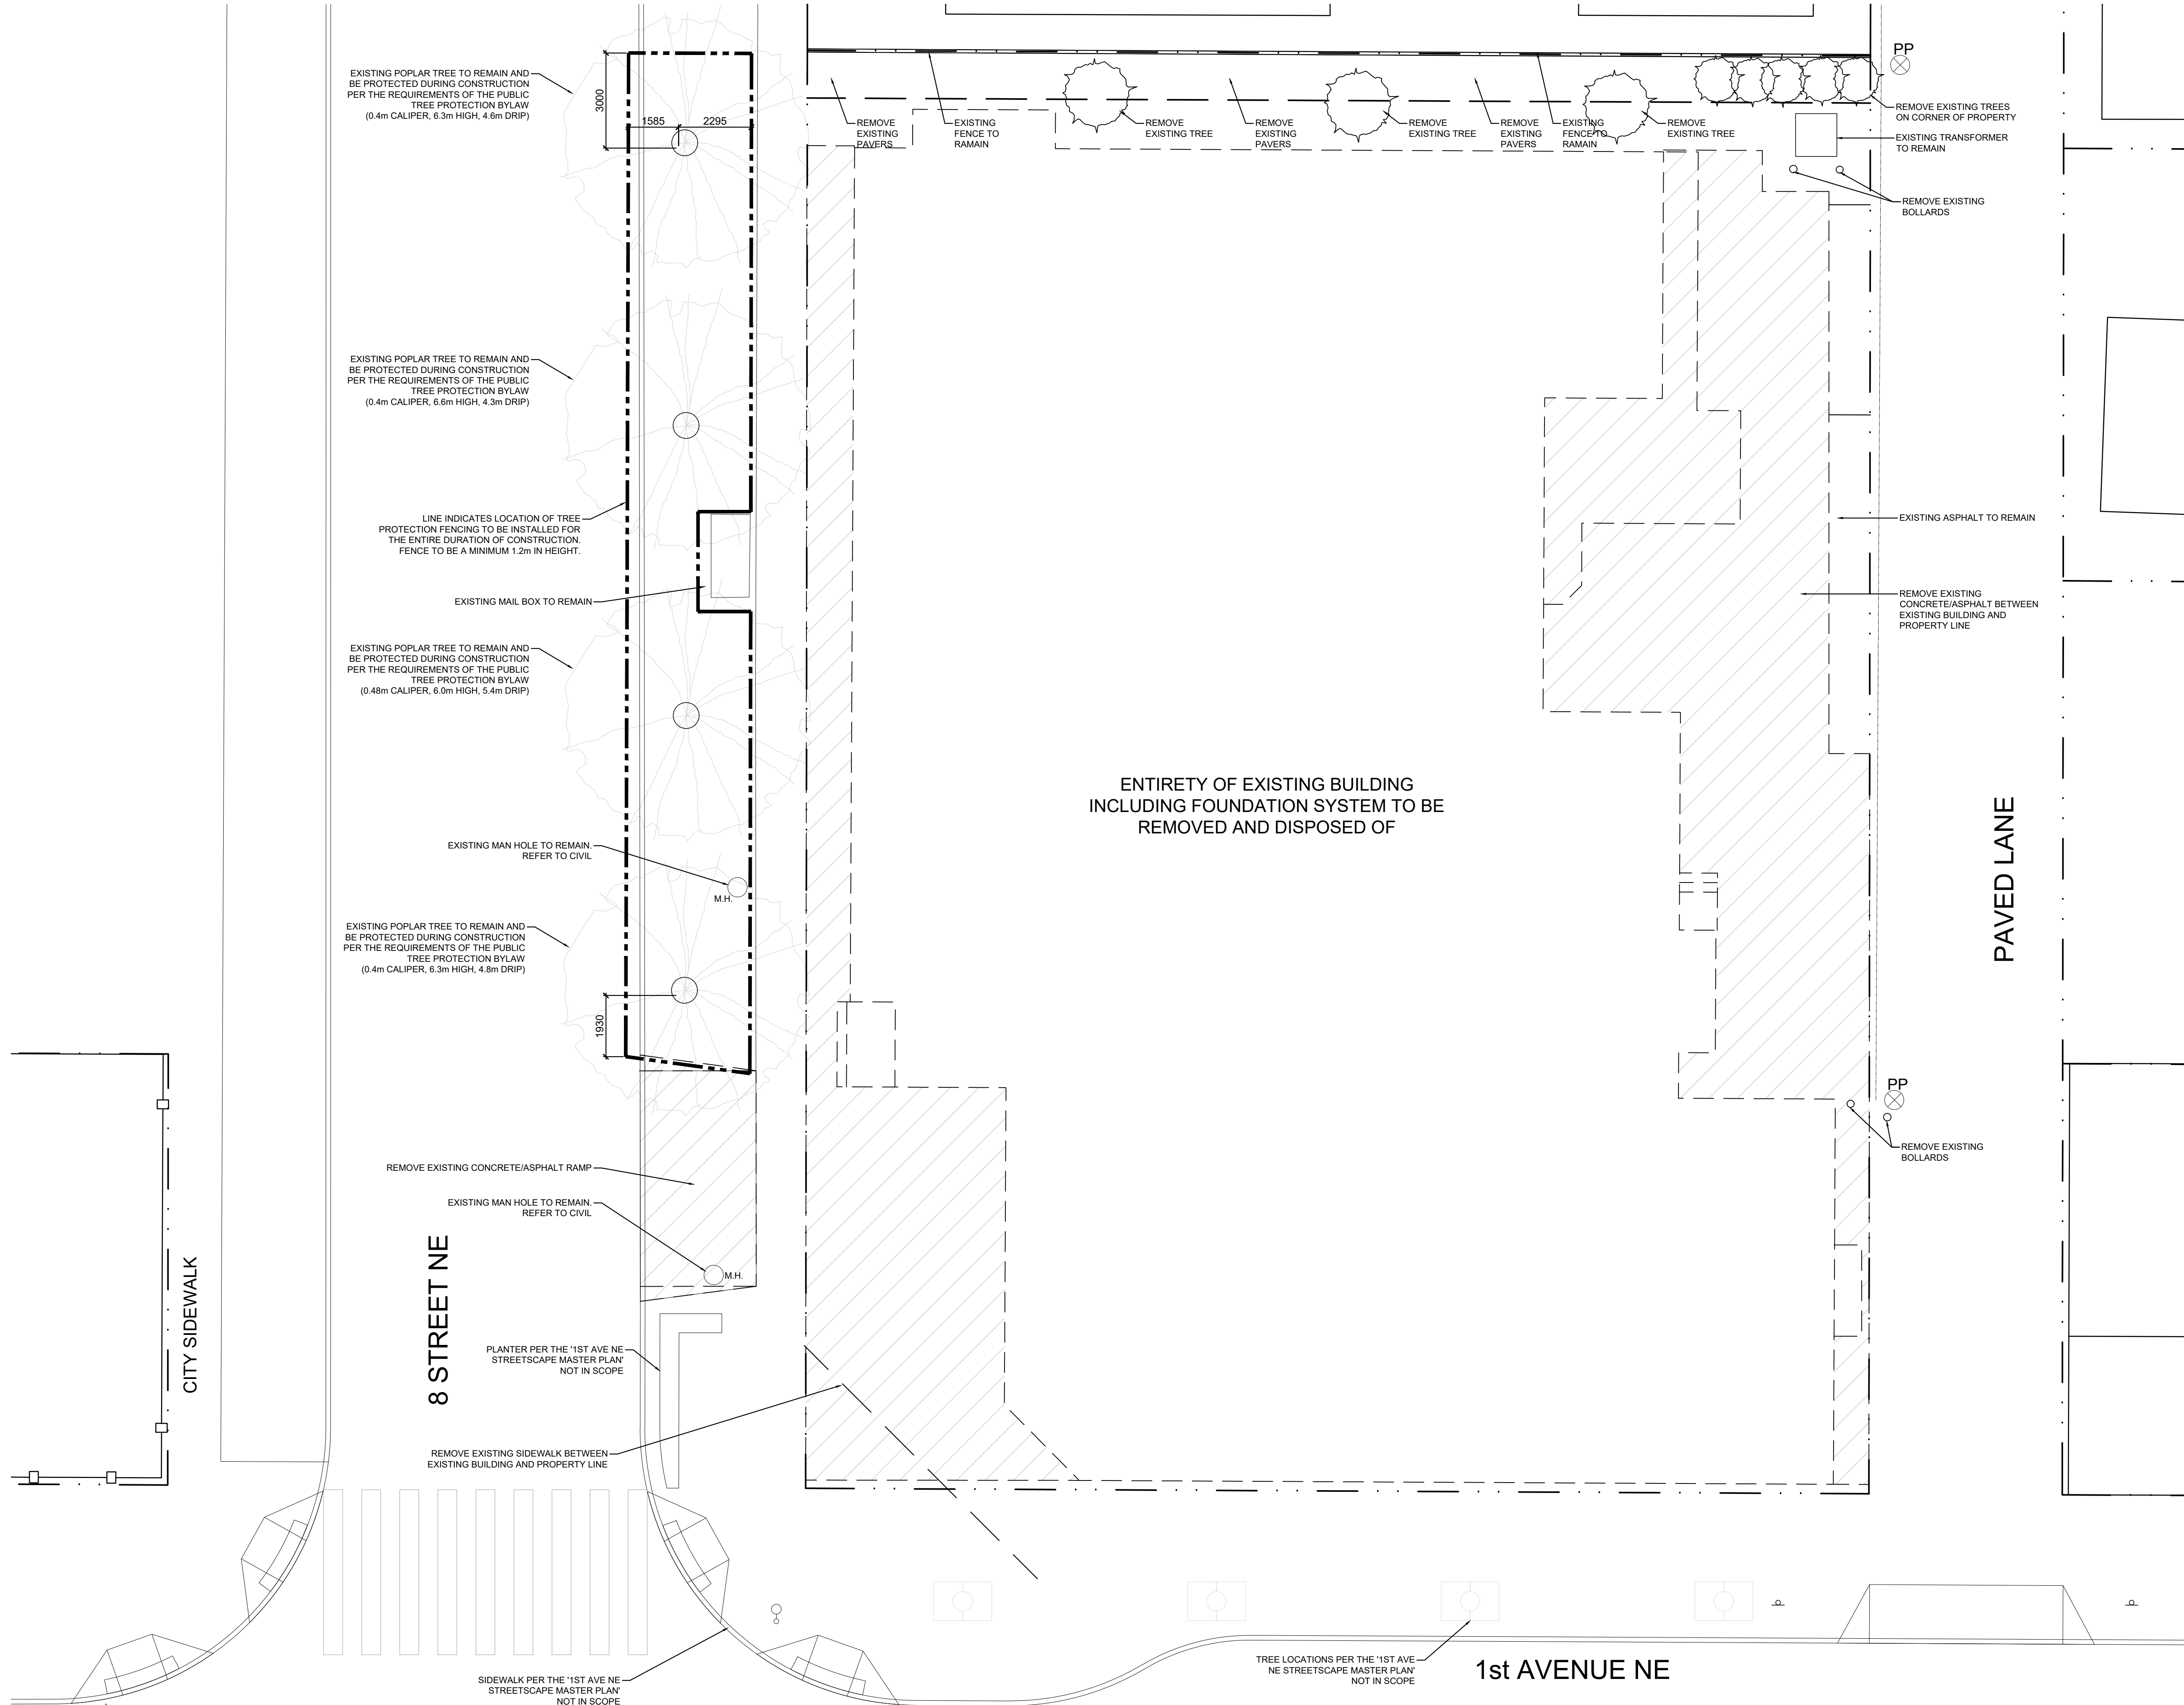 PP
EXISTING POPLAR TREE TO REMAIN AND
BE PROTECTED DURING CONSTRUCTION
PER THE REQUIREMENTS OF THE PUBLIC
TREE PROTECTION BYLAW
(0.4m CALIPER, 6.3m HIGH, 4.6m DRIP)
3000
1585
2295
REMOVE
EXISTING
PAVERS
EXISTING
FENCE TO
RAMAIN
REMOVE
EXISTING TREE
REMOVE
EXISTING
PAVERS
REMOVE
EXISTING TREE
REMOVE
EXISTING
PAVERS
EXISTING
FENCE TO
RAMAIN
REMOVE
EXISTING TREE
REMOVE EXISTING TREES
ON CORNER OF PROPERTY
EXISTING TRANSFORMER
TO REMAIN
REMOVE EXISTING
BOLLARDS
EXISTING POPLAR TREE TO REMAIN AND
BE PROTECTED DURING CONSTRUCTION
PER THE REQUIREMENTS OF THE PUBLIC
TREE PROTECTION BYLAW
(0.4m CALIPER, 6.6m HIGH, 4.3m DRIP)
LINE INDICATES LOCATION OF TREE
PROTECTION FENCING TO BE INSTALLED FOR
THE ENTIRE DURATION OF CONSTRUCTION.
FENCE TO BE A MINIMUM 1.2m IN HEIGHT.
EXISTING ASPHALT TO REMAIN
EXISTING MAIL BOX TO REMAIN
REMOVE EXISTING
CONCRETE/ASPHALT BETWEEN
EXISTING BUILDING AND
PROPERTY LINE
EXISTING POPLAR TREE TO REMAIN AND
BE PROTECTED DURING CONSTRUCTION
PER THE REQUIREMENTS OF THE PUBLIC
TREE PROTECTION BYLAW
(0.48m CALIPER, 6.0m HIGH, 5.4m DRIP)
ENTIRETY OF EXISTING BUILDING
INCLUDING FOUNDATION SYSTEM TO BE
REMOVED AND DISPOSED OF
PAVED LANE
EXISTING MAN HOLE TO REMAIN.
REFER TO CIVIL
M.H.
EXISTING POPLAR TREE TO REMAIN AND
BE PROTECTED DURING CONSTRUCTION
PER THE REQUIREMENTS OF THE PUBLIC
TREE PROTECTION BYLAW
(0.4m CALIPER, 6.3m HIGH, 4.8m DRIP)
1930
PP
REMOVE EXISTING
BOLLARDS
REMOVE EXISTING CONCRETE/ASPHALT RAMP
EXISTING MAN HOLE TO REMAIN.
REFER TO CIVIL
M.H.
CITY SIDEWALK
8 STREET NE
PLANTER PER THE '1ST AVE NE
STREETSCAPE MASTER PLAN'
NOT IN SCOPE
REMOVE EXISTING SIDEWALK BETWEEN
EXISTING BUILDING AND PROPERTY LINE
SIDEWALK PER THE '1ST AVE NE
STREETSCAPE MASTER PLAN'
NOT IN SCOPE
TREE LOCATIONS PER THE '1ST AVE
NE STREETSCAPE MASTER PLAN'
NOT IN SCOPE
1st AVENUE NE